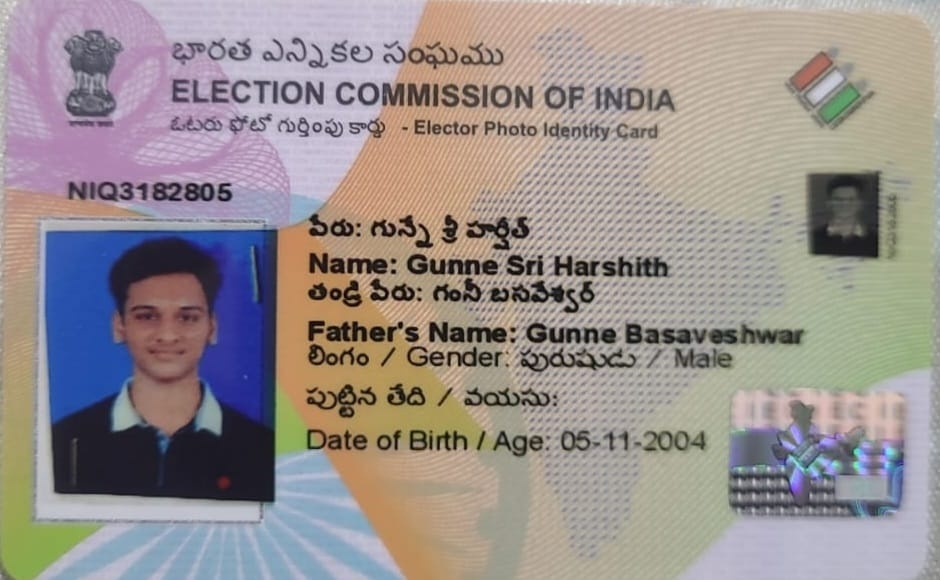 భారత ఎన్నికల సంఘము
ELECTION COMMISSION OF INDIA
ఓటరు ఫోటో గుర్తింపు కార్డు - Elector Photo Identity Card
NIQ3182805
పేరు: గున్నే శ్రీ హర్షిత్
Name: Gunne Sri Harshith
తండ్రి పేరు: గంనీ బసవేశ్వర్
Father's Name: Gunne Basaveshwar
లింగం / Gender: పురుషుడు / Male
పుట్టిన తేది / వయసు:
Date of Birth / Age: 05-11-2004